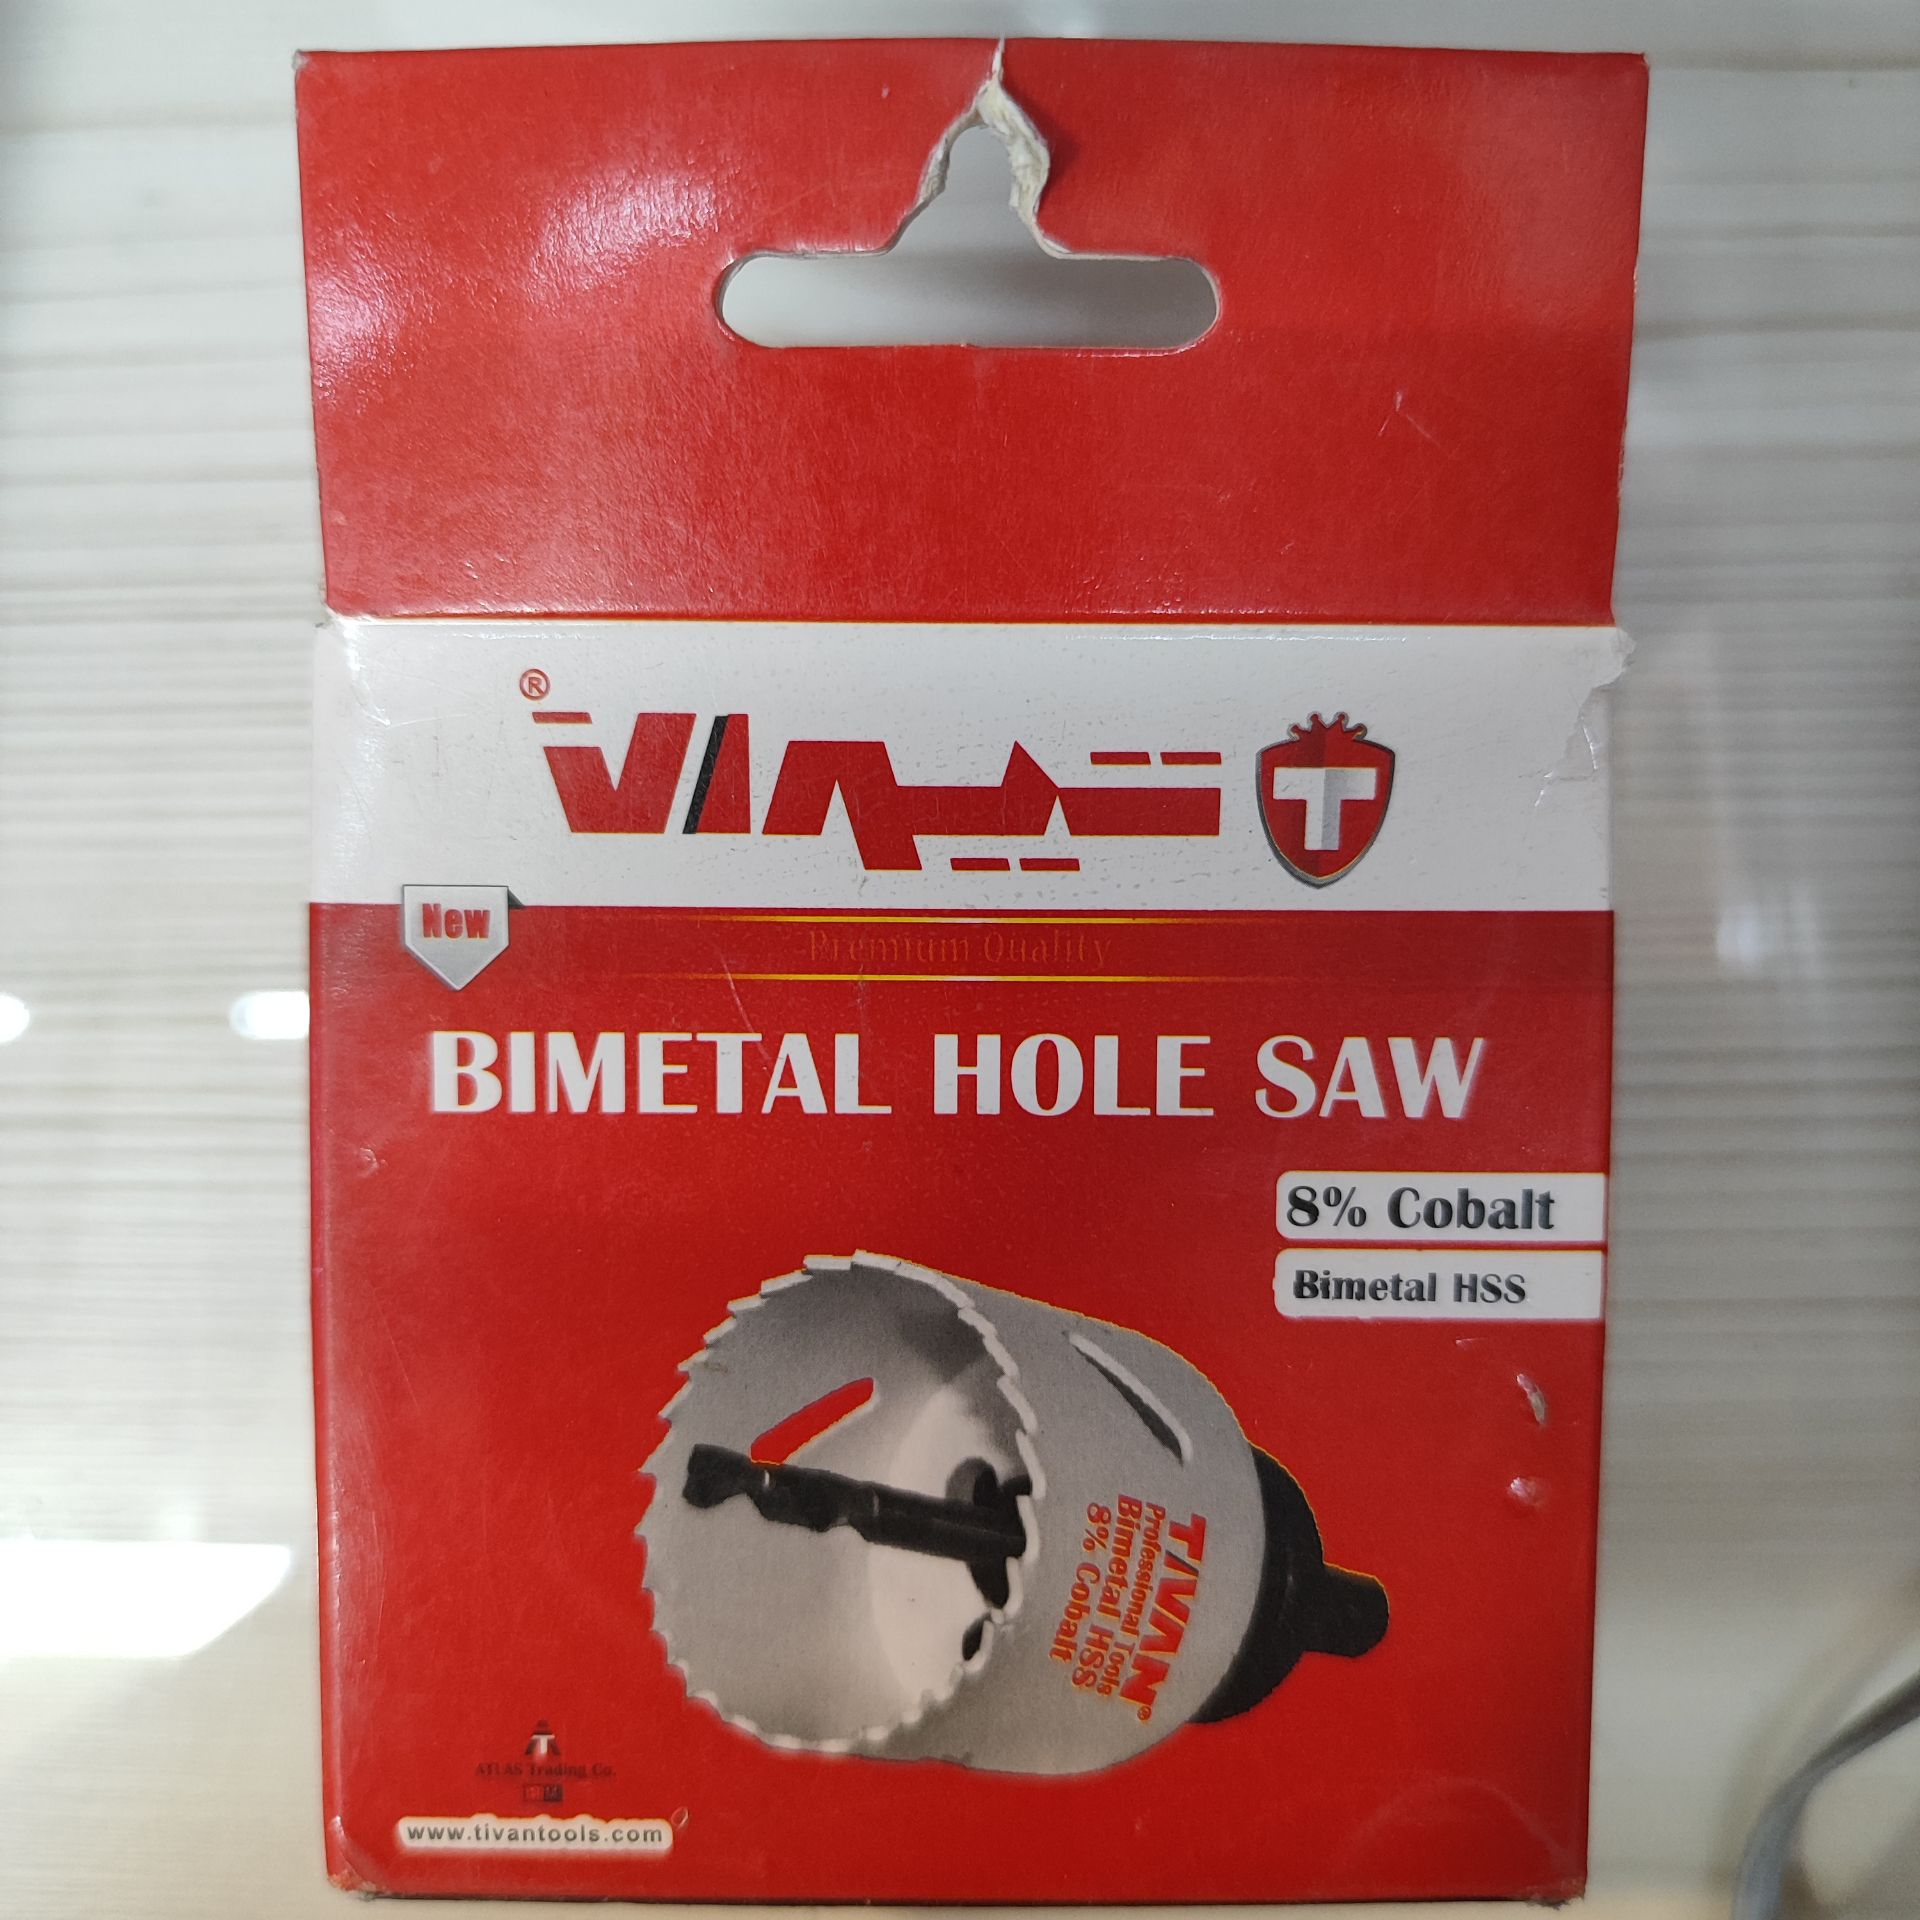 ®
تیوان T
New
Premium Quality
BIMETAL HOLE SAW
8% Cobalt
Bimetal HSS
TIVAN®
Professional Tools
Bimetal HSS
8% Cobalt
ATLAS Trading Co.
www.tivantools.com